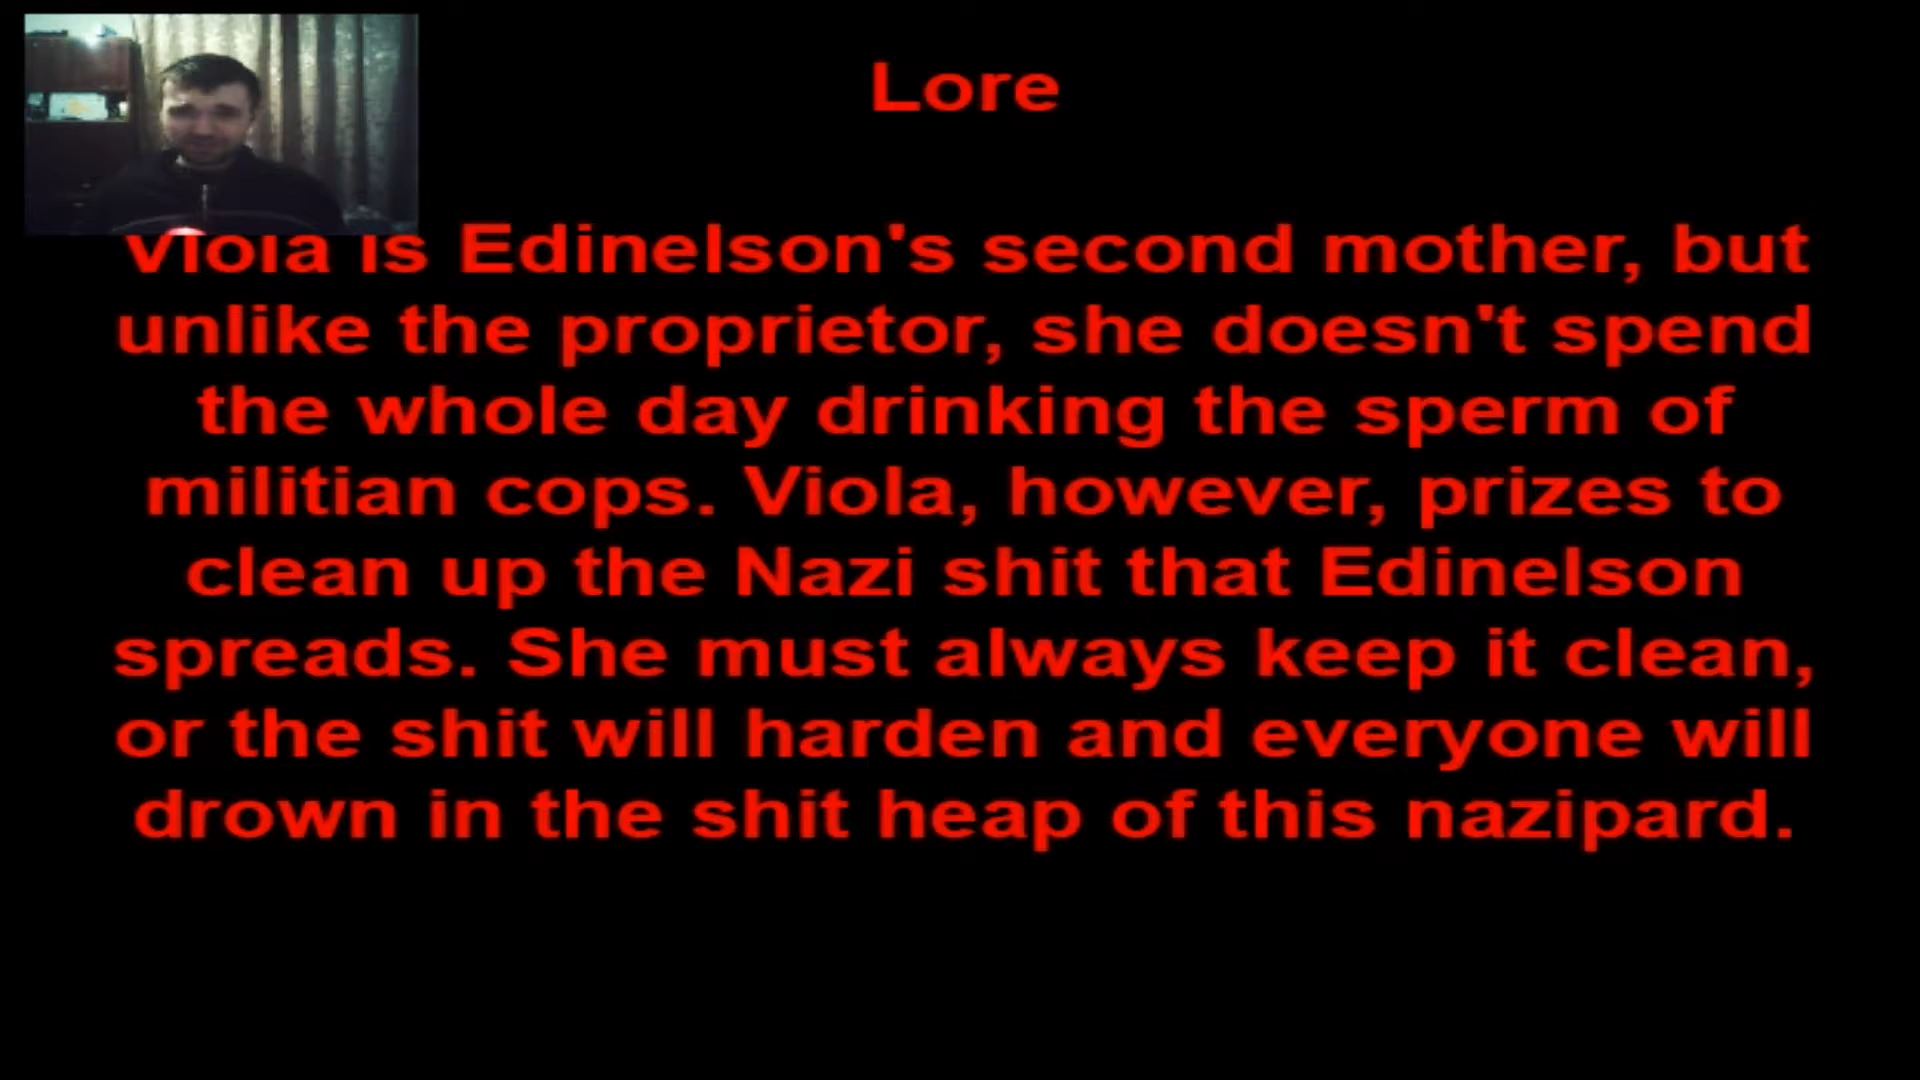 Lore
Viola is Edinelson's second mother, but
unlike the proprietor, she doesn't spend
the whole day drinking the sperm of
militian cops. Viola, however, prizes to
clean up the Nazi shit that Edinelson
spreads. She must always keep it clean,
or the shit will harden and everyone will
drown in the shit heap of this nazipard.